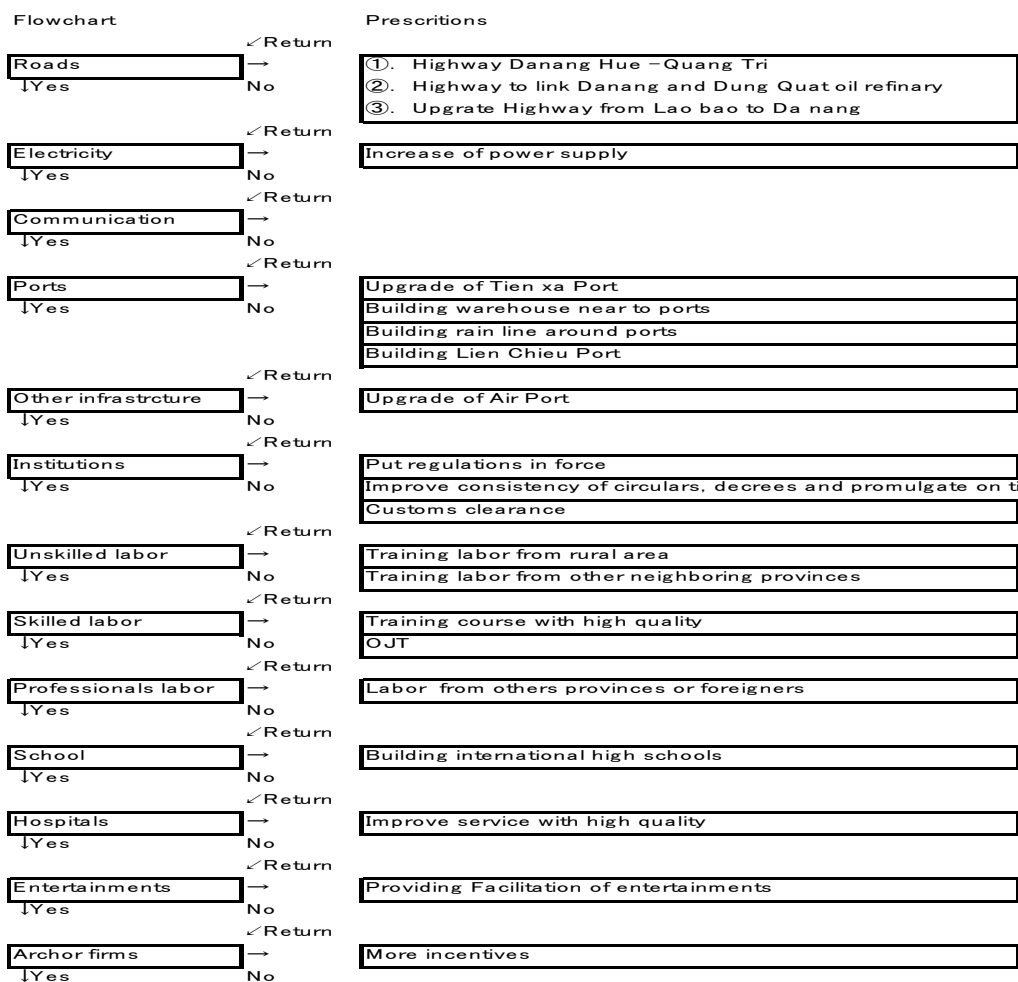 Flowchart Prescritions
↙Return
Roads → ①. Highway Danang Hue −Quang Tri
↓Yes No ②. Highway to link Danang and Dung Quat oil refinary
③. Upgrate Highway from Lao bao to Da nang
↙Return
Electricity → Increase of power supply
↓Yes No
↙Return
Communication →
↓Yes No
↙Return
Ports → Upgrade of Tien xa Port
↓Yes No Building warehouse near to ports
Building rain line around ports
Building Lien Chieu Port
↙Return
Other infrastrcture → Upgrade of Air Port
↓Yes No
↙Return
Institutions → Put regulations in force
↓Yes No Improve consistency of circulars, decrees and promulgate on
Customs clearance
↙Return
Unskilled labor → Training labor from rural area
↓Yes No Training labor from other neighboring provinces
↙Return
Skilled labor → Training course with high quality
↓Yes No OJT
↙Return
Professionals labor → Labor from others provinces or foreigners
↓Yes No
↙Return
School → Building international high schools
↓Yes No
↙Return
Hospitals → Improve service with high quality
↓Yes No
↙Return
Entertainments → Providing Facilitation of entertainments
↓Yes No
↙Return
Archor firms → More incentives
↓Yes No